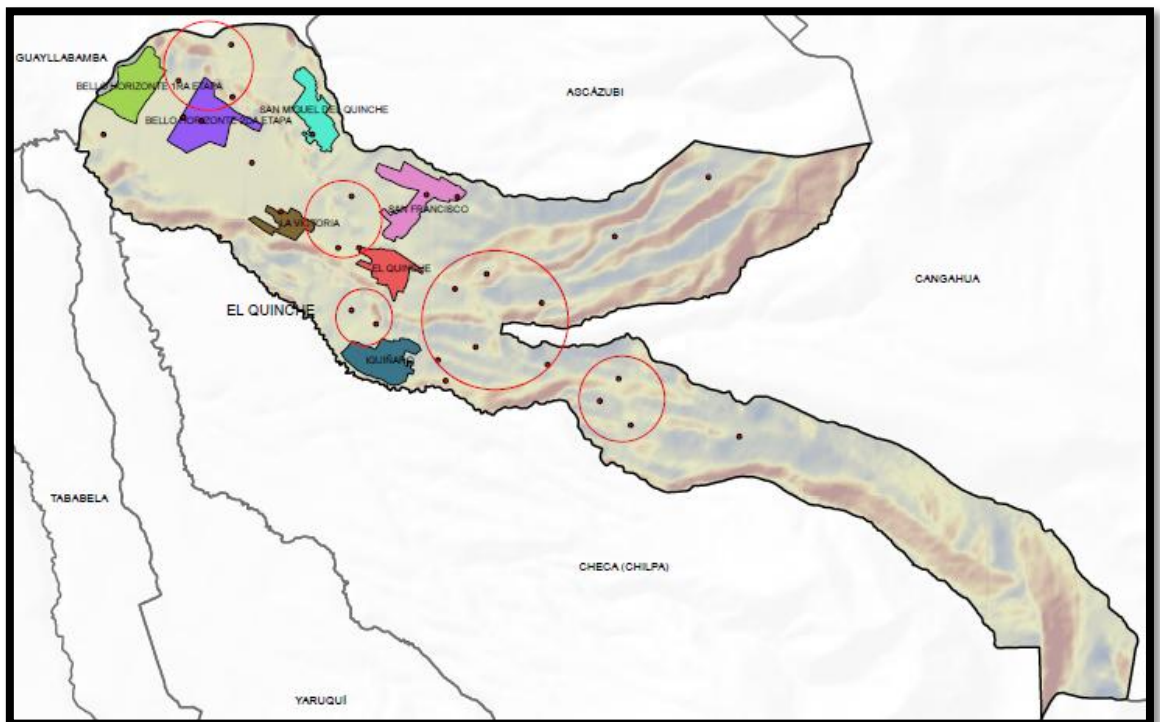 GUAYLLABAMBA
BELLO HORIZONTE 1RA ETAPA
ASCÁZUBI
SAN MIGUEL DEL QUINCHE
BELLO HORIZONTE 2DA ETAPA
SAN FRANCISCO
LA VICTORIA
EL QUINCHE
CANGAHUA
EL QUINCHE
IGUIÑARO
TABABELA
CHECA (CHILPA)
YARUQUÍ